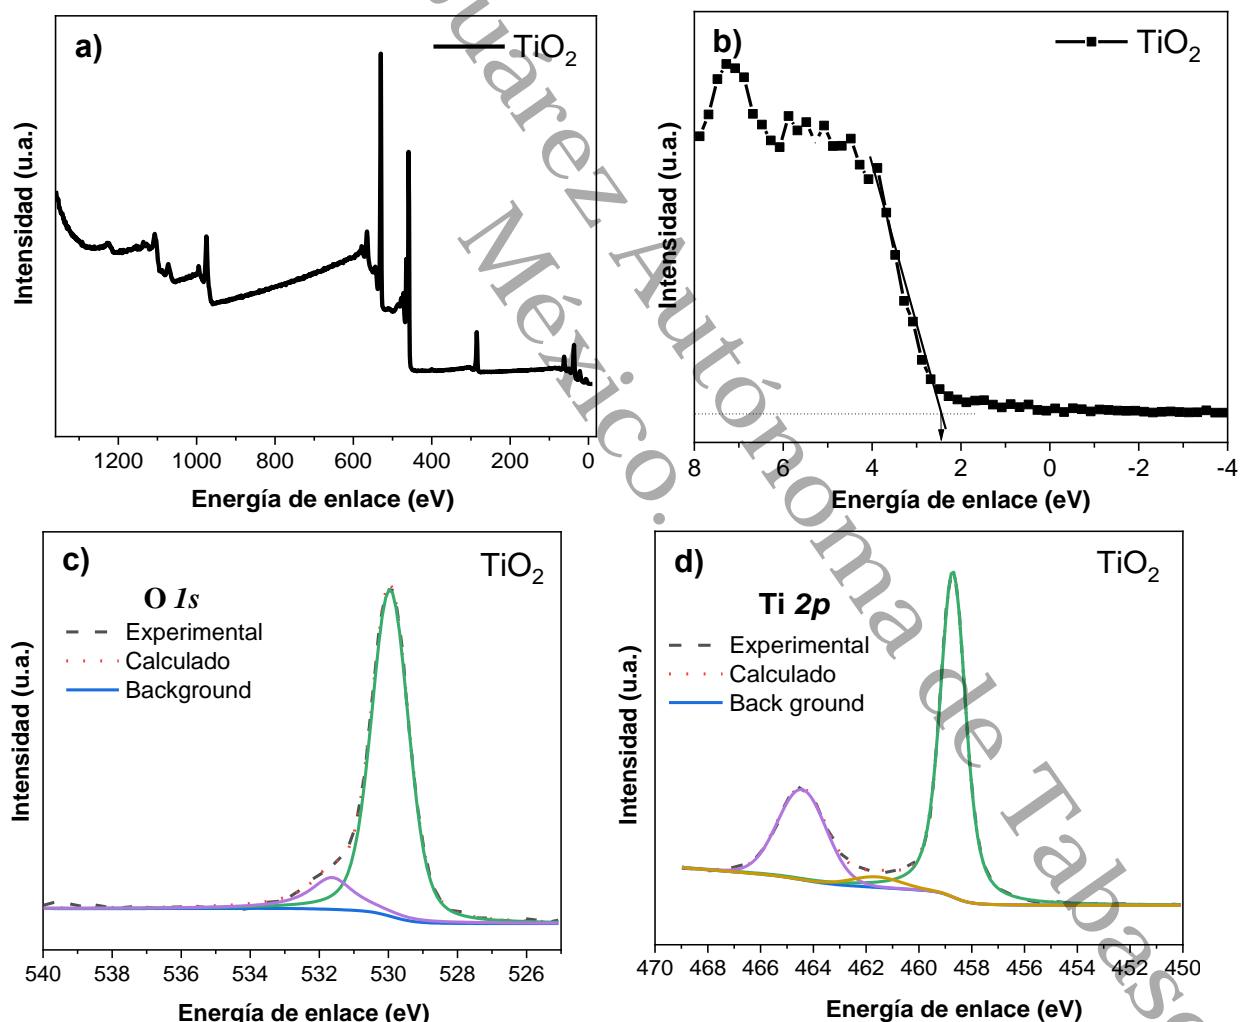 a)
TiO2
Intensidad (u.a.)
1200 1000 800 600 400 200 0
Energía de enlace (eV)
b)
TiO2
Intensidad (u.a.)
8 6 4 2 0 -2 -4
Energía de enlace (eV)
c)
TiO2
O 1s
Experimental
Calculado
Background
Intensidad (u.a.)
540 538 536 534 532 530 528 526
Energía de enlace (eV)
d)
TiO2
Ti 2p
Experimental
Calculado
Back ground
Intensidad (u.a.)
470 468 466 464 462 460 458 456 454 452 450
Energía de enlace (eV)
Autónoma de
México.